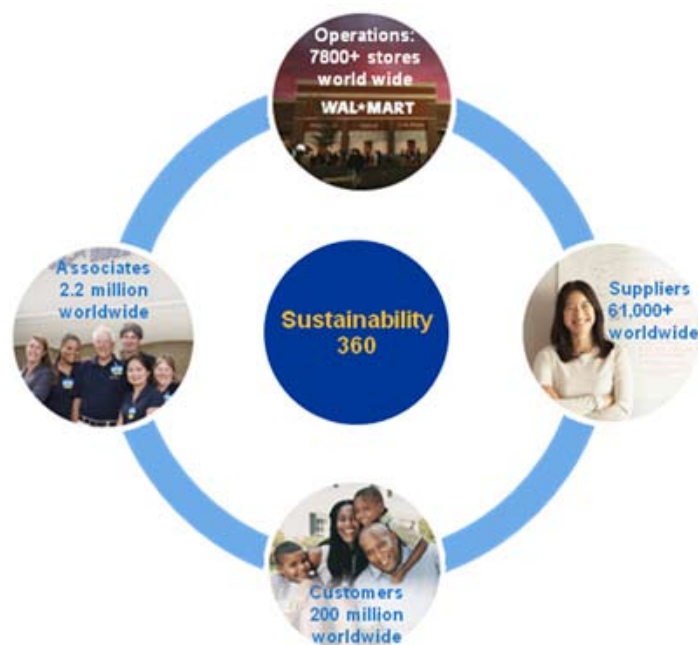 Operations:
7800+ stores
world wide
WAL★MART
Associates
2.2 million
worldwide
Sustainability
360
Suppliers
61,000+
worldwide
Customers
200 million
worldwide